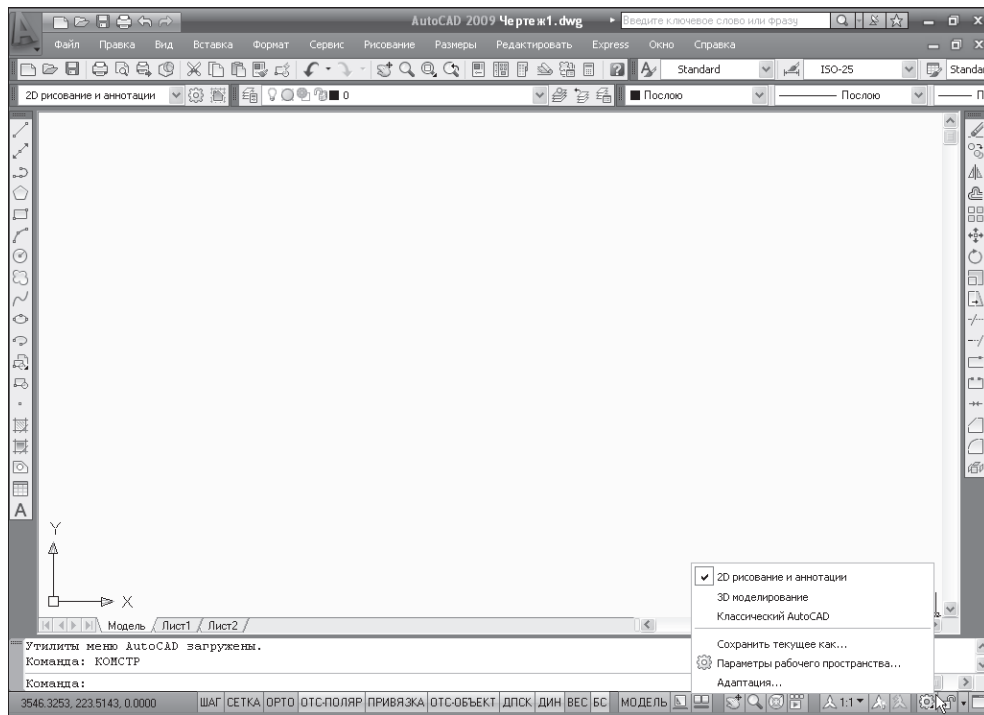 AutoCAD 2009 Чертеж1.dwg
Введите ключевое слово или фразу
Файл Правка Вид Вставка Формат Сервис Рисование Размеры Редактировать Express Окно Справка
Standard ISO-25 Standa
2D рисование и аннотации 0 Послою Послою П
A
Y
X
2D рисование и аннотации
3D моделирование
Классический AutoCAD
Сохранить текущее как...
Параметры рабочего пространства...
Адаптация...
Модель Лист1 Лист2
Утилиты меню AutoCAD загружены.
Команда: КОМСТР
Команда:
3546.3253, 223.5143, 0.0000 ШАГ СЕТКА ОРТО ОТС-ПОЛЯР ПРИВЯЗКА ОТС-ОБЪЕКТ ДПСК ДИН ВЕС БС МОДЕЛЬ 1:1